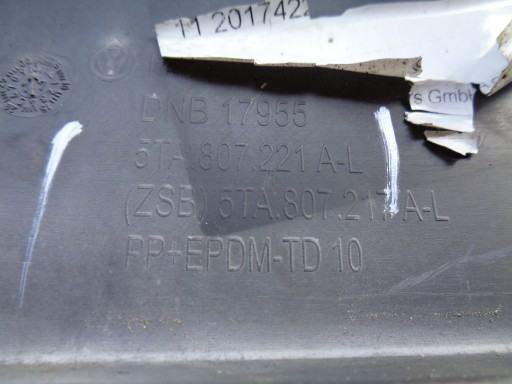 11 2017422
s GmbH
DNB 17955
5TA.807.221 A-L
(ZSB) 5TA.807.217 A-L
PP+EPDM-TD 10